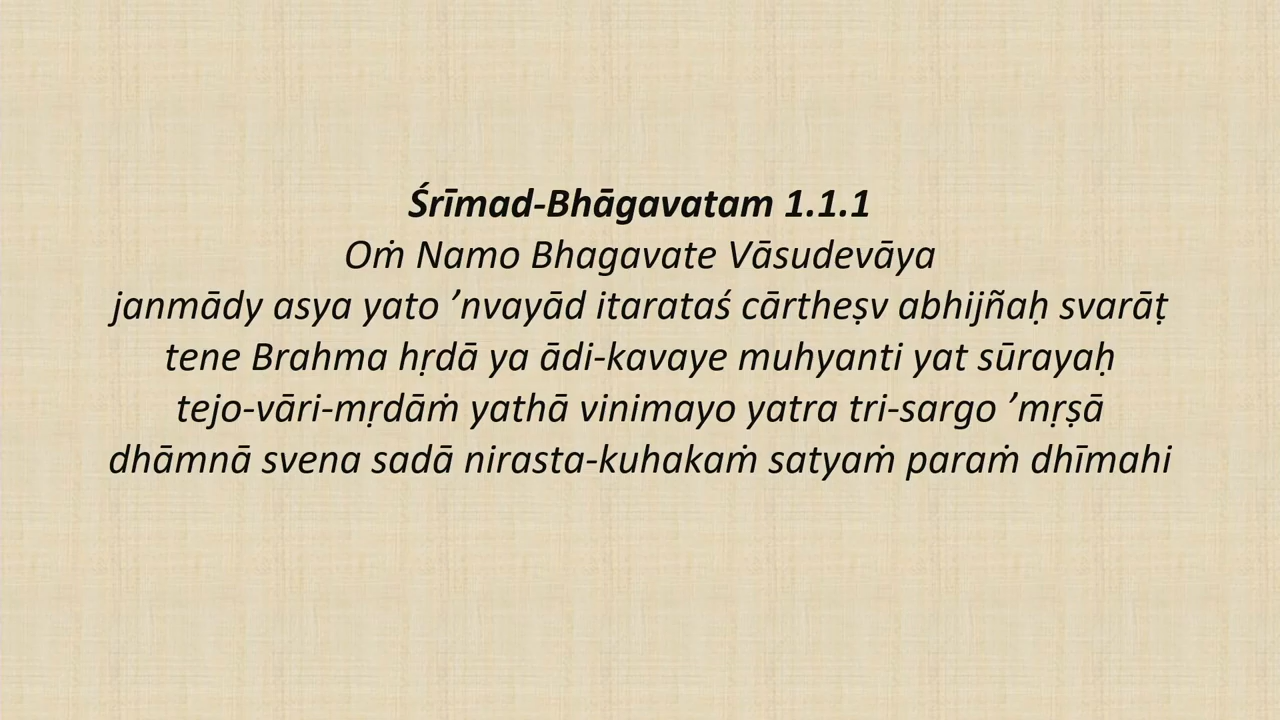 Śrīmad-Bhāgavatam 1.1.1
Oṁ Namo Bhagavate Vāsudevāya
janmādy asya yato ’nvayād itarataś cārtheṣv abhijñaḥ svarāṭ
tene Brahma hṛdā ya ādi-kavaye muhyanti yat sūrayaḥ
tejo-vāri-mṛdāṁ yathā vinimayo yatra tri-sargo ’mṛṣā
dhāmnā svena sadā nirasta-kuhakaṁ satyaṁ paraṁ dhīmahi